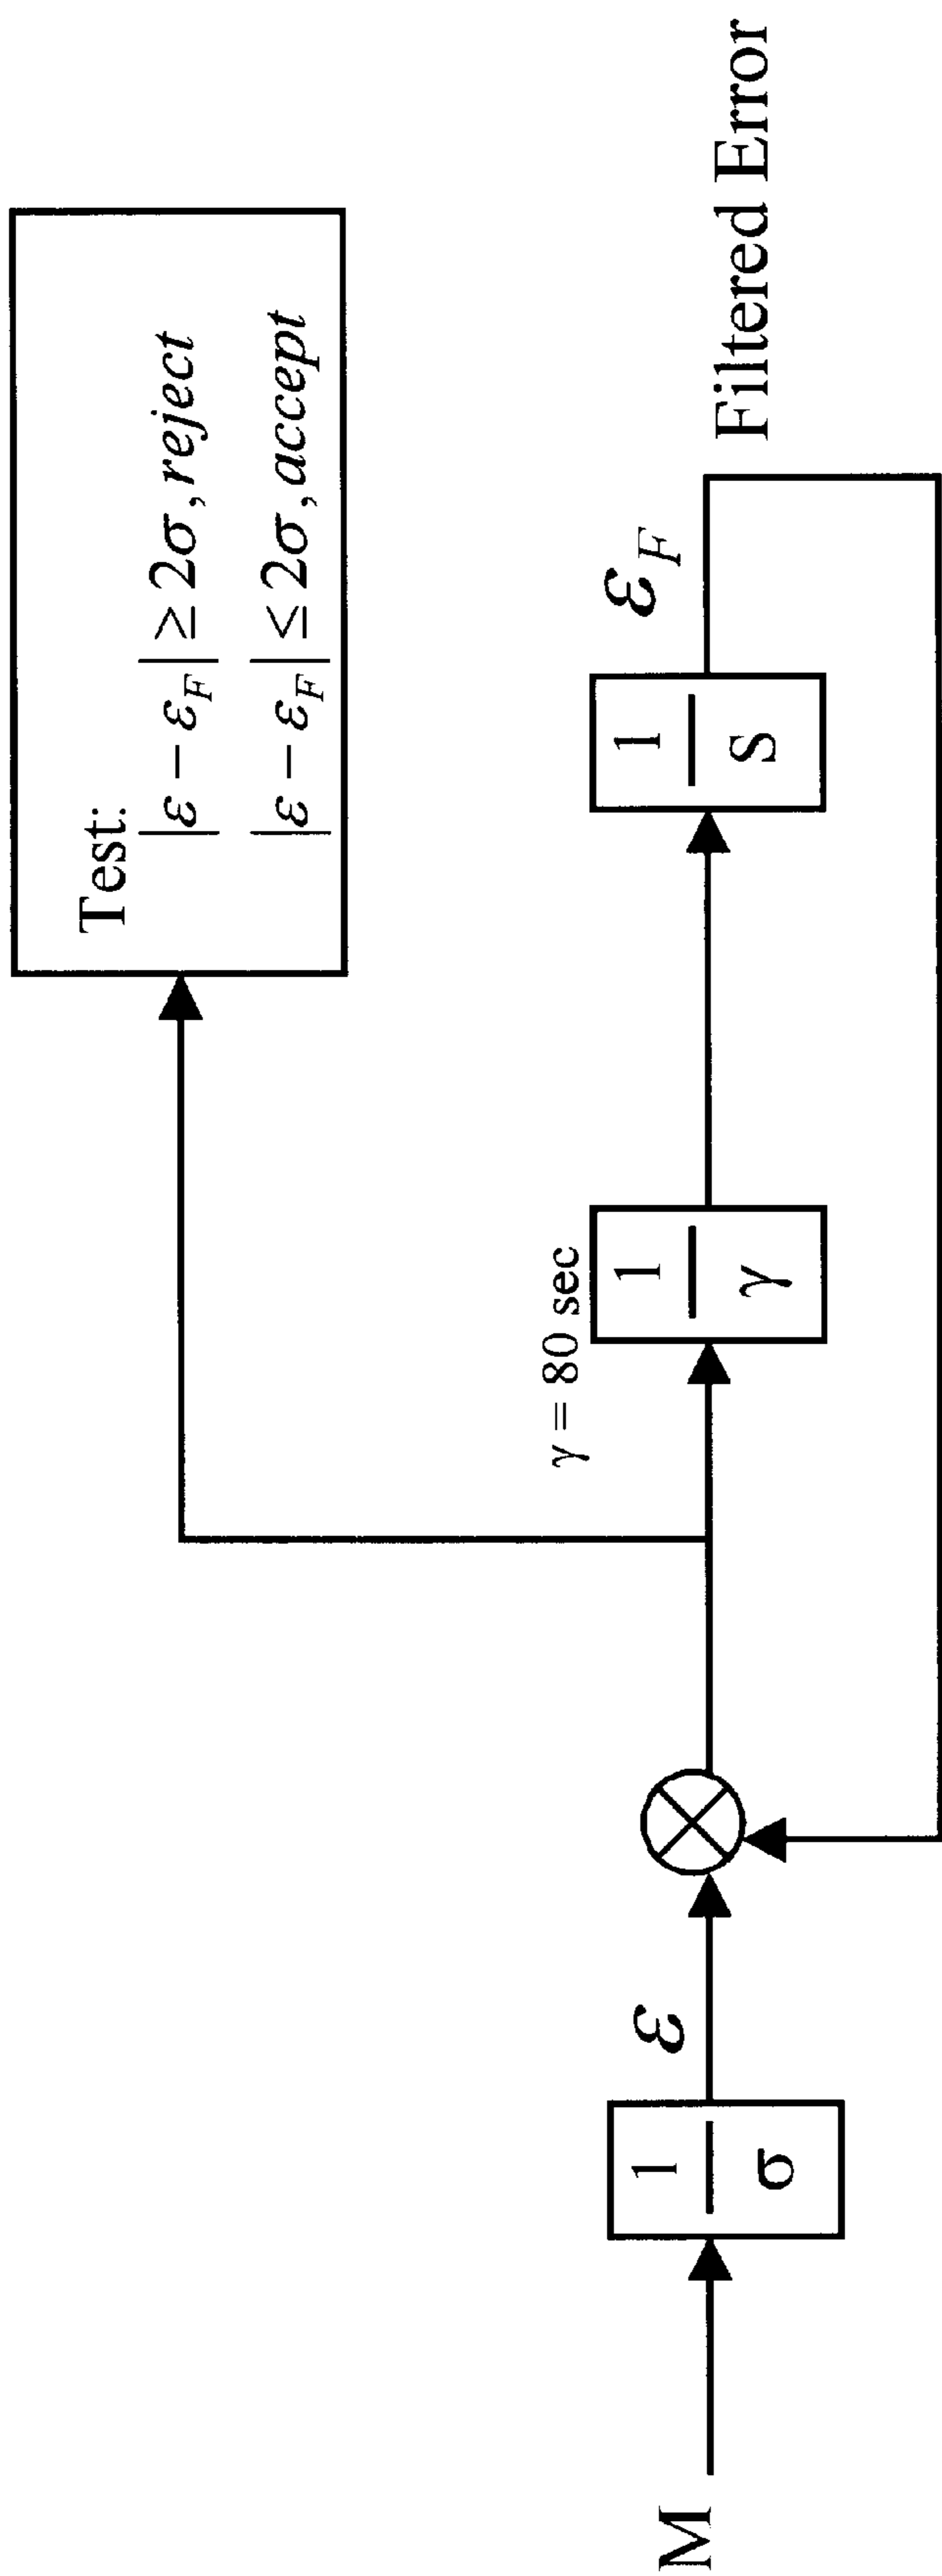 Test:
|ε − ε_F| ≥ 2σ, reject
|ε − ε_F| ≤ 2σ, accept
γ = 80 sec
M
1
σ
ε
1
γ
1
S
ε_F
Filtered Error